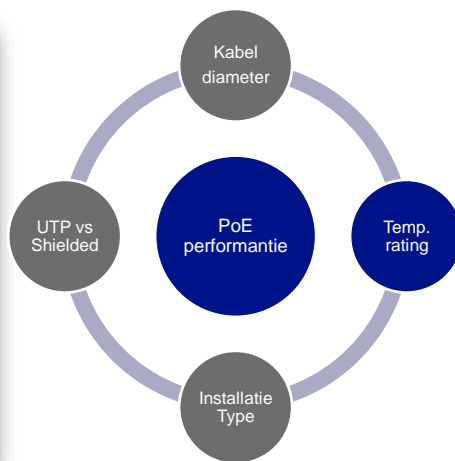 Kabel
diameter
UTP vs
Shielded
PoE
performantie
Temp.
rating
Installatie
Type